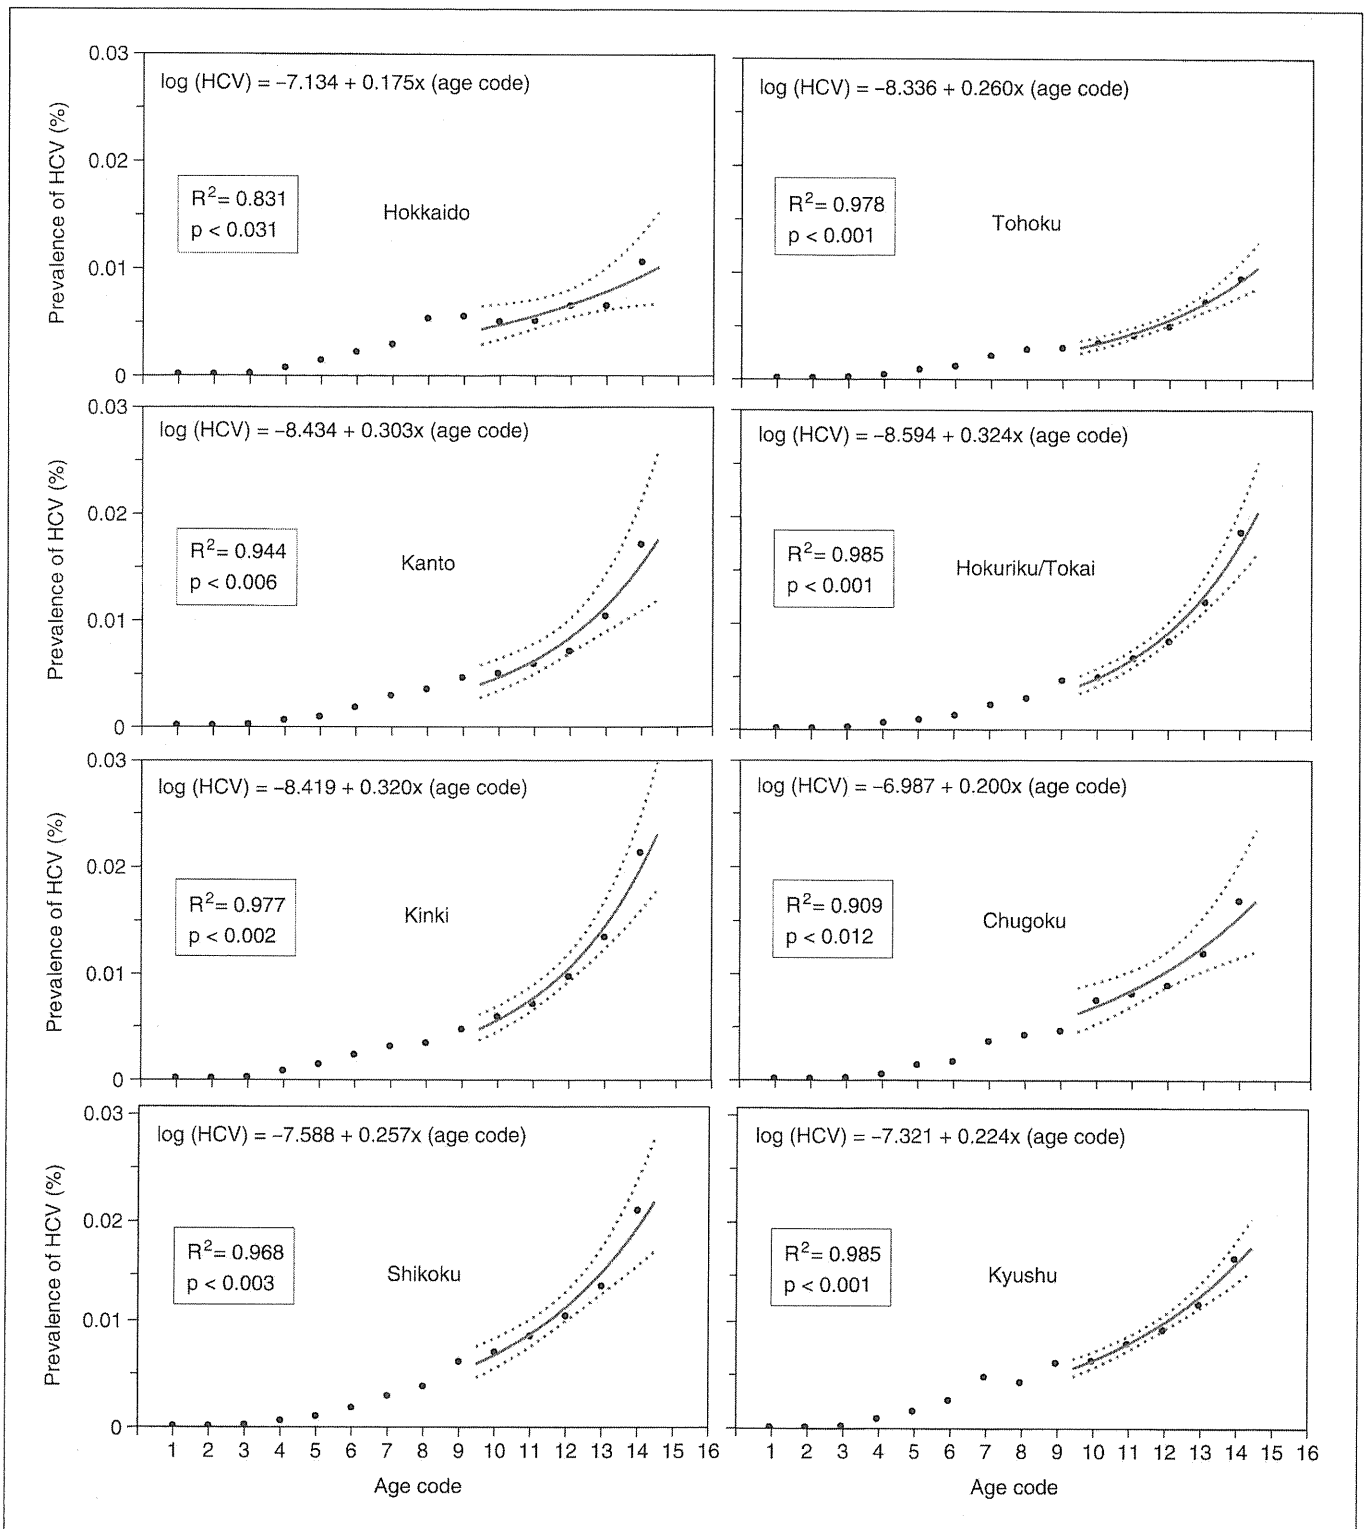 log (HCV) = –7.134 + 0.175x (age code)
R2= 0.831
p < 0.031
Hokkaido
Prevalence of HCV (%)
0.03
0.02
0.01
0
log (HCV) = –8.336 + 0.260x (age code)
R2= 0.978
p < 0.001
Tohoku
log (HCV) = –8.434 + 0.303x (age code)
R2= 0.944
p < 0.006
Kanto
Prevalence of HCV (%)
0.03
0.02
0.01
0
log (HCV) = –8.594 + 0.324x (age code)
R2= 0.985
p < 0.001
Hokuriku/Tokai
log (HCV) = –8.419 + 0.320x (age code)
R2= 0.977
p < 0.002
Kinki
Prevalence of HCV (%)
0.03
0.02
0.01
0
log (HCV) = –6.987 + 0.200x (age code)
R2= 0.909
p < 0.012
Chugoku
log (HCV) = –7.588 + 0.257x (age code)
R2= 0.968
p < 0.003
Shikoku
Prevalence of HCV (%)
0.03
0.02
0.01
0
1 2 3 4 5 6 7 8 9 10 11 12 13 14 15 16
Age code
log (HCV) = –7.321 + 0.224x (age code)
R2= 0.985
p < 0.001
Kyushu
1 2 3 4 5 6 7 8 9 10 11 12 13 14 15 16
Age code